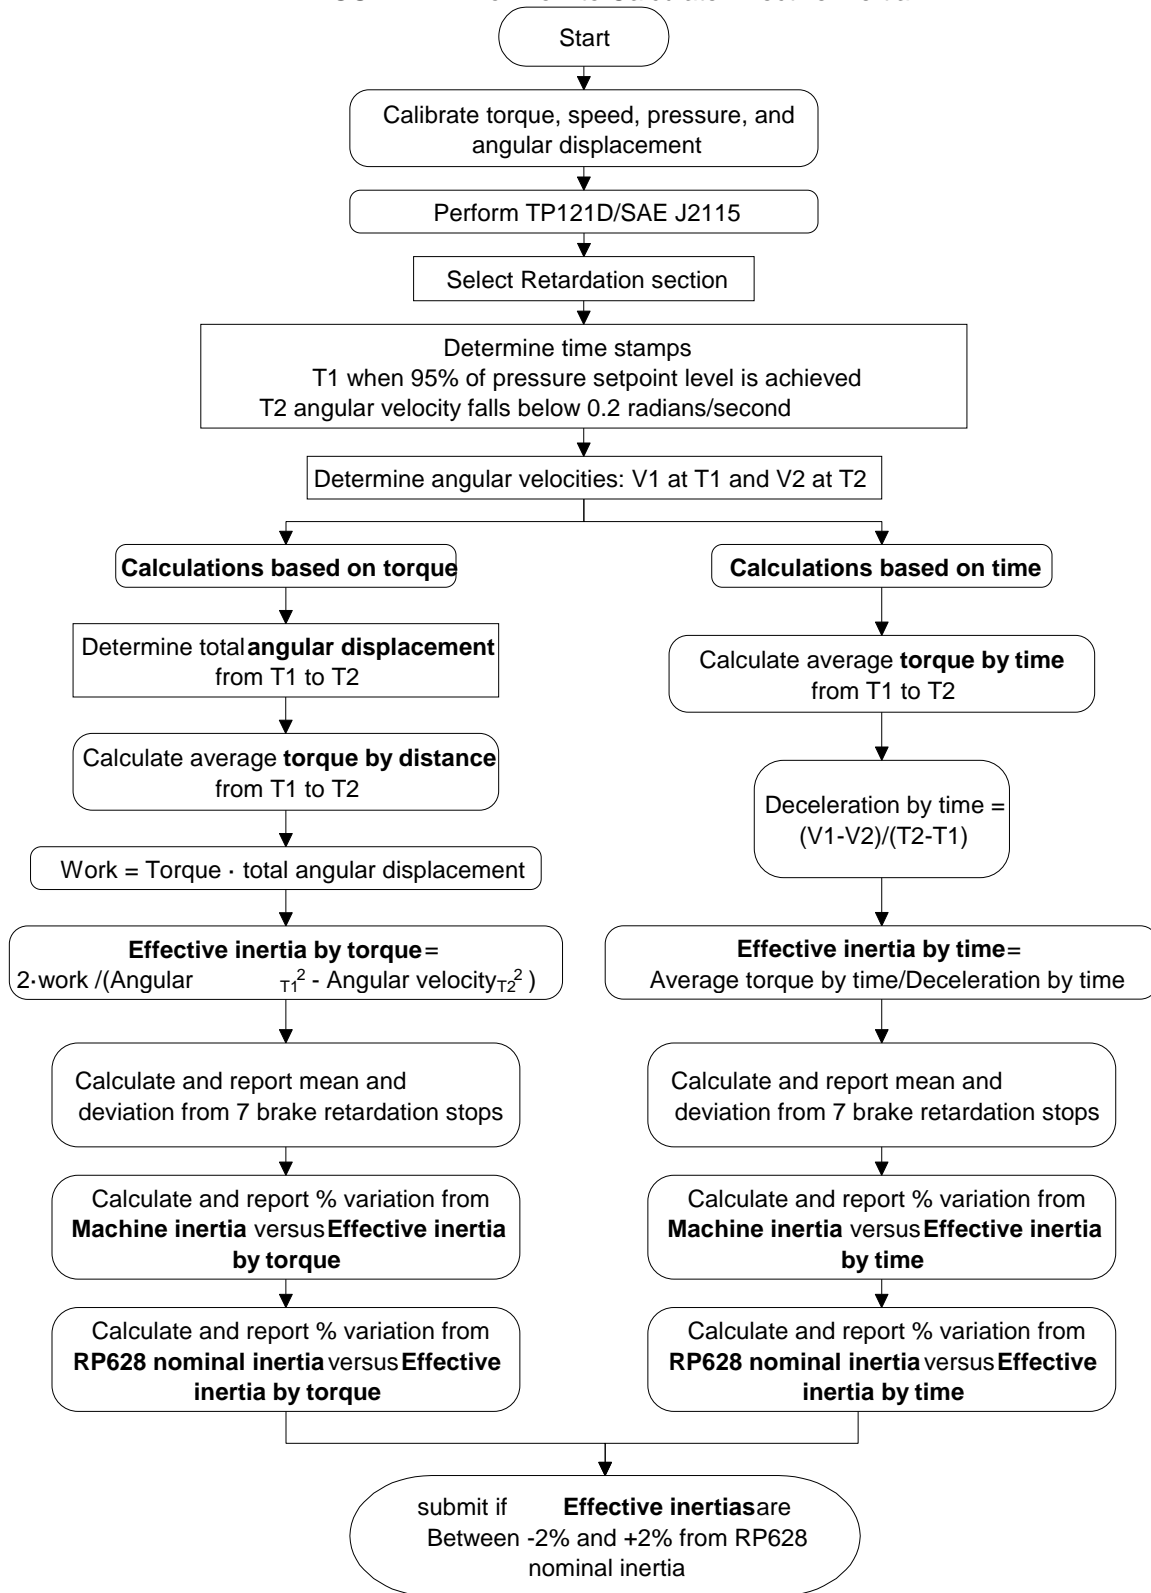 Start
Calibrate torque, speed, pressure, and
angular displacement
Perform TP121D/SAE J2115
Select Retardation section
Determine time stamps
T1 when 95% of pressure setpoint level is achieved
T2 angular velocity falls below 0.2 radians/second
Determine angular velocities: V1 at T1 and V2 at T2
Calculations based on torque
Determine total angular displacement
from T1 to T2
Calculate average torque by distance
from T1 to T2
Work = Torque · total angular displacement
Effective inertia by torque =
2·work /(Angular T1² - Angular velocity T2² )
Calculate and report mean and
deviation from 7 brake retardation stops
Calculate and report % variation from
Machine inertia versus Effective inertia
by torque
Calculate and report % variation from
RP628 nominal inertia versus Effective
inertia by torque
Calculations based on time
Calculate average torque by time
from T1 to T2
Deceleration by time =
(V1-V2)/(T2-T1)
Effective inertia by time =
Average torque by time/Deceleration by time
Calculate and report mean and
deviation from 7 brake retardation stops
Calculate and report % variation from
Machine inertia versus Effective inertia
by time
Calculate and report % variation from
RP628 nominal inertia versus Effective
inertia by time
submit if Effective inertias are
Between -2% and +2% from RP628
nominal inertia